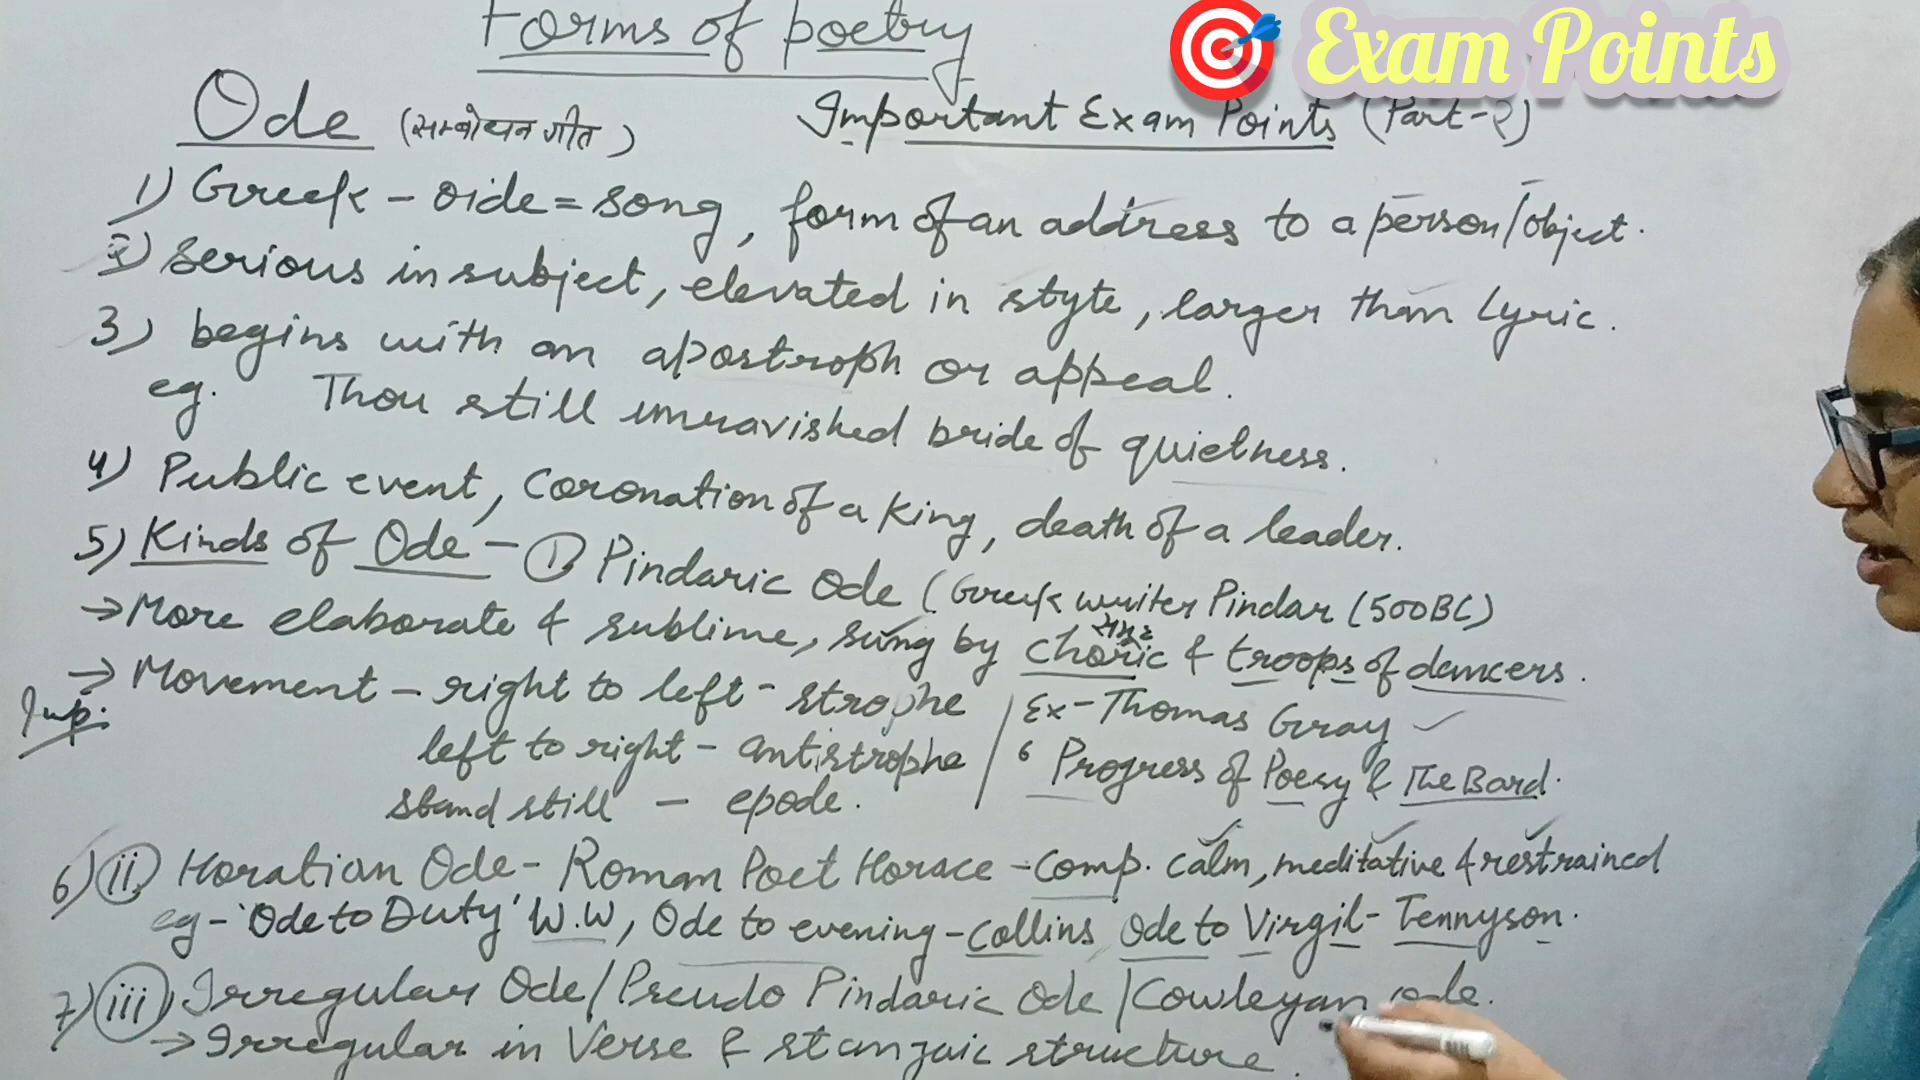 Forms of poetry
🎯 Exam Points
Ode (सम्बोधन गीत) Important Exam Points (Part-2)
1) Greek - oide = song, form of an address to a person/object.
2) Serious in subject, elevated in style, larger than Lyric.
3) begins with an apostroph or appeal.
eg. Thou still unravished bride of quietness.
4) Public event, Coronation of a King, death of a leader.
5) Kinds of Ode - ① Pindaric Ode (Greek writer Pindar (500BC)
→ More elaborate & sublime, sung by choric & troops of dancers.
Imp. → Movement - right to left - strophe
left to right - antistrophe
stand still - epode.
Ex - Thomas Gray
Progress of Poesy & The Bard.
6) (ii) Horatian Ode - Roman Poet Horace - comp. calm, meditative & restrained
eg - 'Ode to Duty' W.W, Ode to evening - Collins Ode to Virgil - Tennyson.
7) (iii) Irregular Ode / Pseudo Pindaric Ode / Cowleyan ode.
→ Irregular in Verse & stanzaic structure.